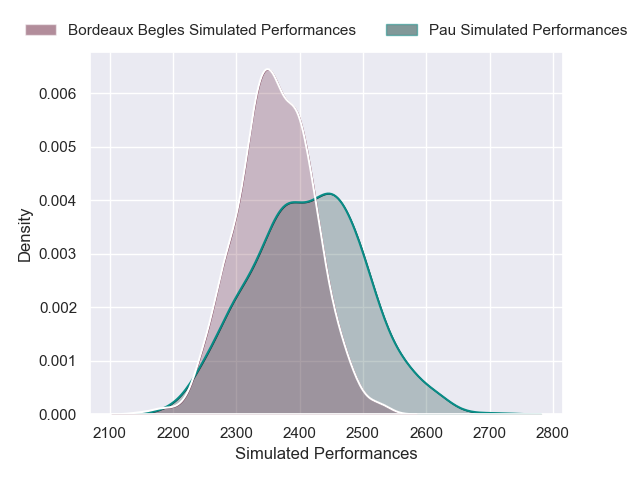 Bordeaux Begles Simulated Performances
Pau Simulated Performances
0.006
0.005
0.004
0.003
0.002
0.001
0.000
Density
2100 2200 2300 2400 2500 2600 2700 2800
Simulated Performances